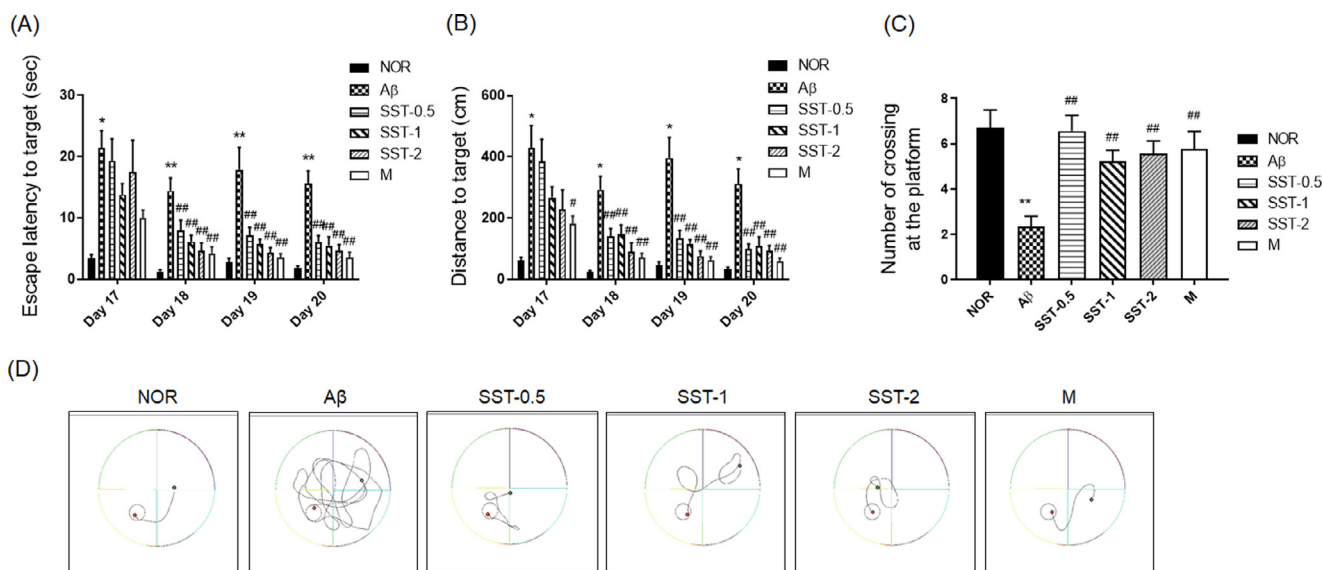 (A)
Escape latency to target (sec)
30
20
10
0
* ** ** **
## ## ## ##
## ## ## ##
## ## ## ##
Day 17 Day 18 Day 19 Day 20
NOR
Aβ
SST-0.5
SST-1
SST-2
M
(B)
Distance to target (cm)
600
400
200
0
* * * *
#
## ## ## ##
## ## ## ##
## ## ## ##
Day 17 Day 18 Day 19 Day 20
NOR
Aβ
SST-0.5
SST-1
SST-2
M
(C)
Number of crossing
at the platform
8
6
4
2
0
** ## ## ## ##
NOR Aβ SST-0.5 SST-1 SST-2 M
NOR
Aβ
SST-0.5
SST-1
SST-2
M
(D)
NOR Aβ SST-0.5 SST-1 SST-2 M